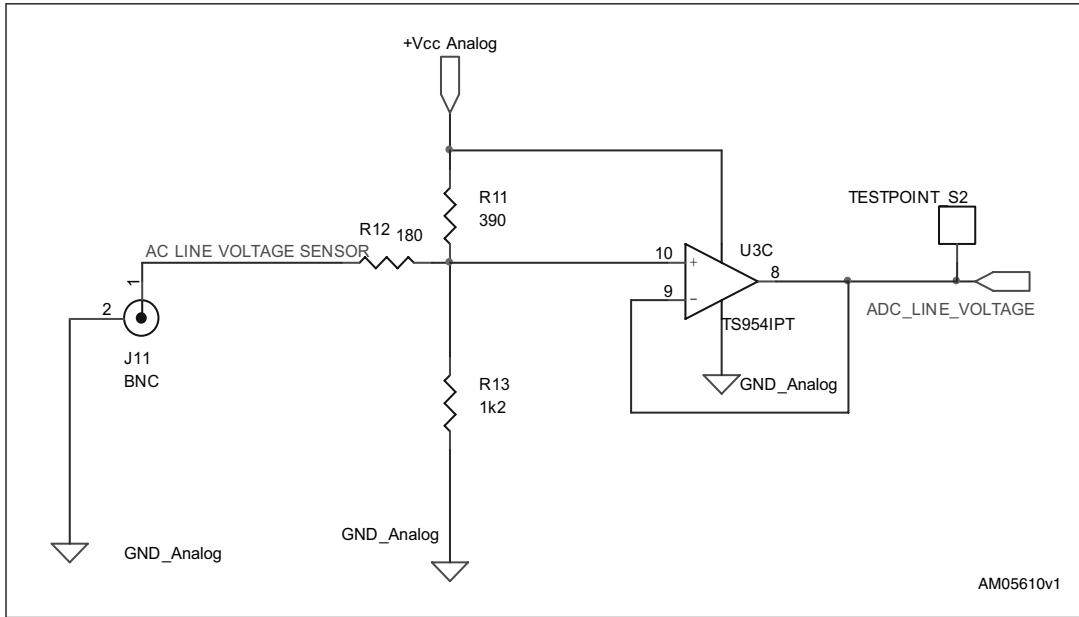 +Vcc Analog
R11
390
TESTPOINT_S2
R12 180
AC LINE VOLTAGE SENSOR
10
+
U3C
8
9
−
TS954IPT
ADC_LINE_VOLTAGE
1
2
J11
BNC
R13
1k2
GND_Analog
GND_Analog
GND_Analog
AM05610v1